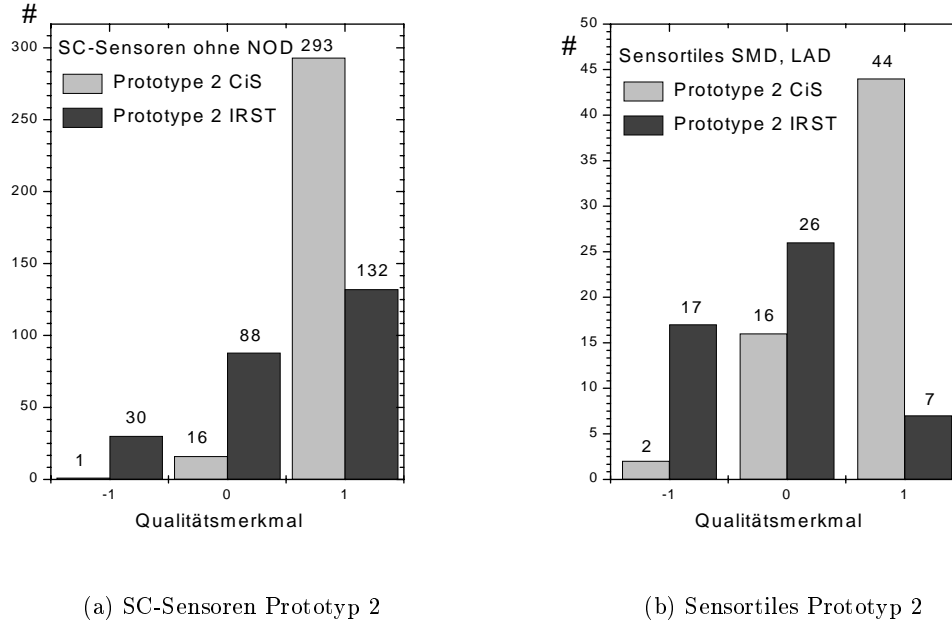 #
SC-Sensoren ohne NOD
Prototype 2 CiS
Prototype 2 IRST
300
250
200
150
100
50
0
1
30
16
88
293
132
-1 0 1
Qualitätsmerkmal
(a) SC-Sensoren Prototyp 2
#
Sensortiles SMD, LAD
Prototype 2 CiS
Prototype 2 IRST
50
45
40
35
30
25
20
15
10
5
0
2
17
16
26
44
7
-1 0 1
Qualitätsmerkmal
(b) Sensortiles Prototyp 2